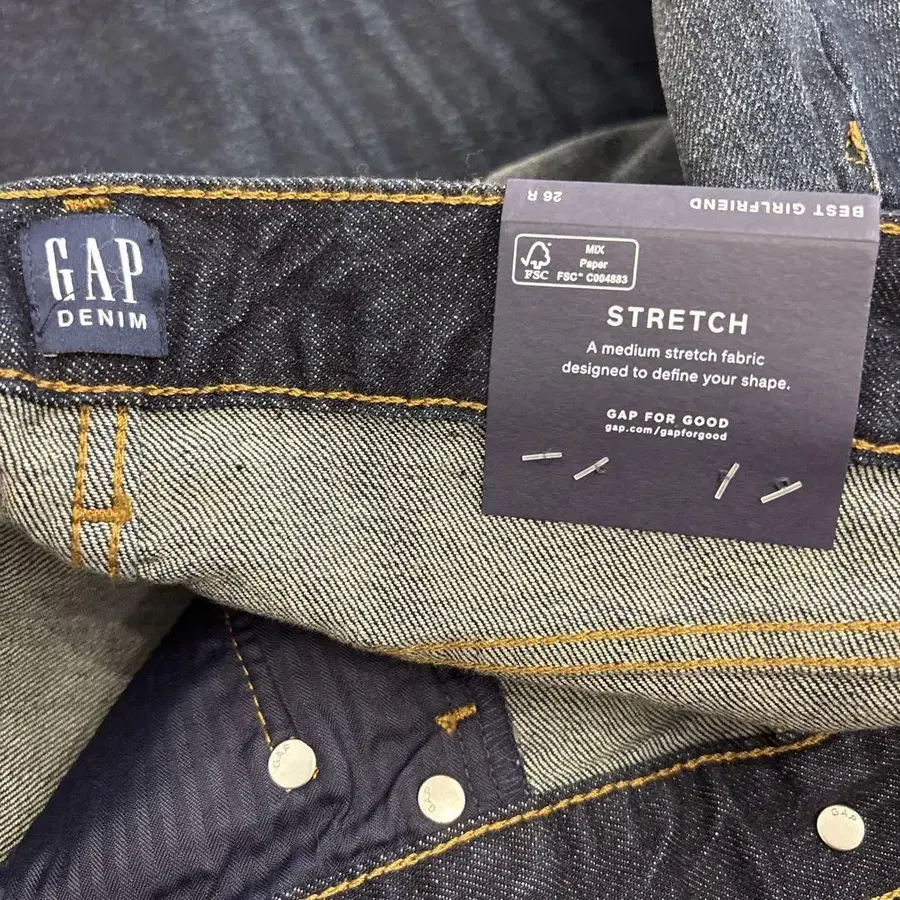 GAP
DENIM
BEST GIRLFRIEND
26 R
FSC
MIX
Paper
FSC® C004883
STRETCH
A medium stretch fabric
designed to define your shape.
GAP FOR GOOD
gap.com/gapforgood
GAP
GAP
GAP